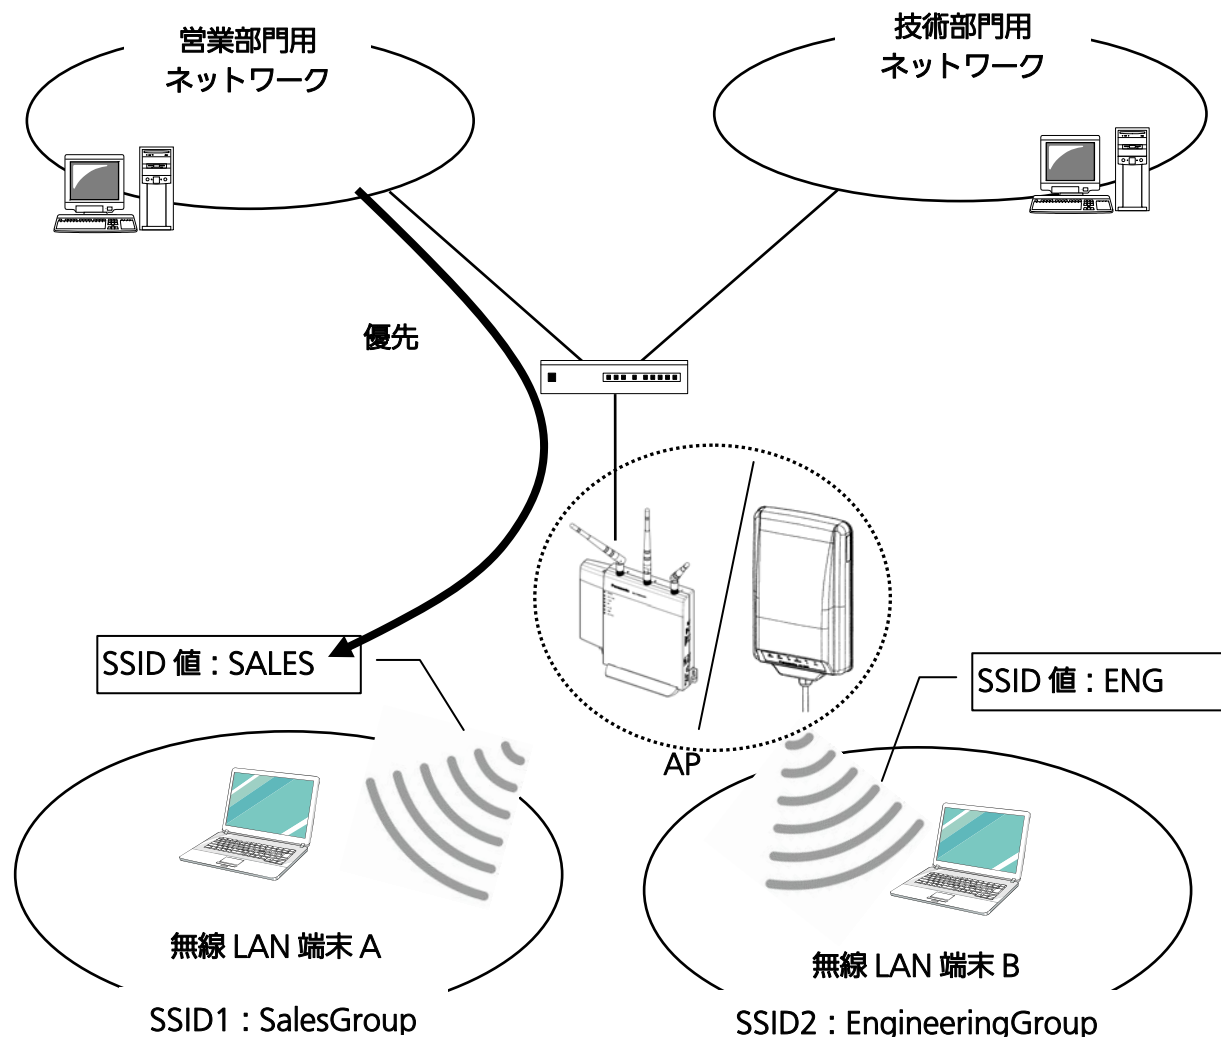 営業部門用
ネットワーク
技術部門用
ネットワーク
優先
SSID 値：SALES
SSID 値：ENG
AP
無線 LAN 端末 A
無線 LAN 端末 B
SSID1：SalesGroup
SSID2：EngineeringGroup